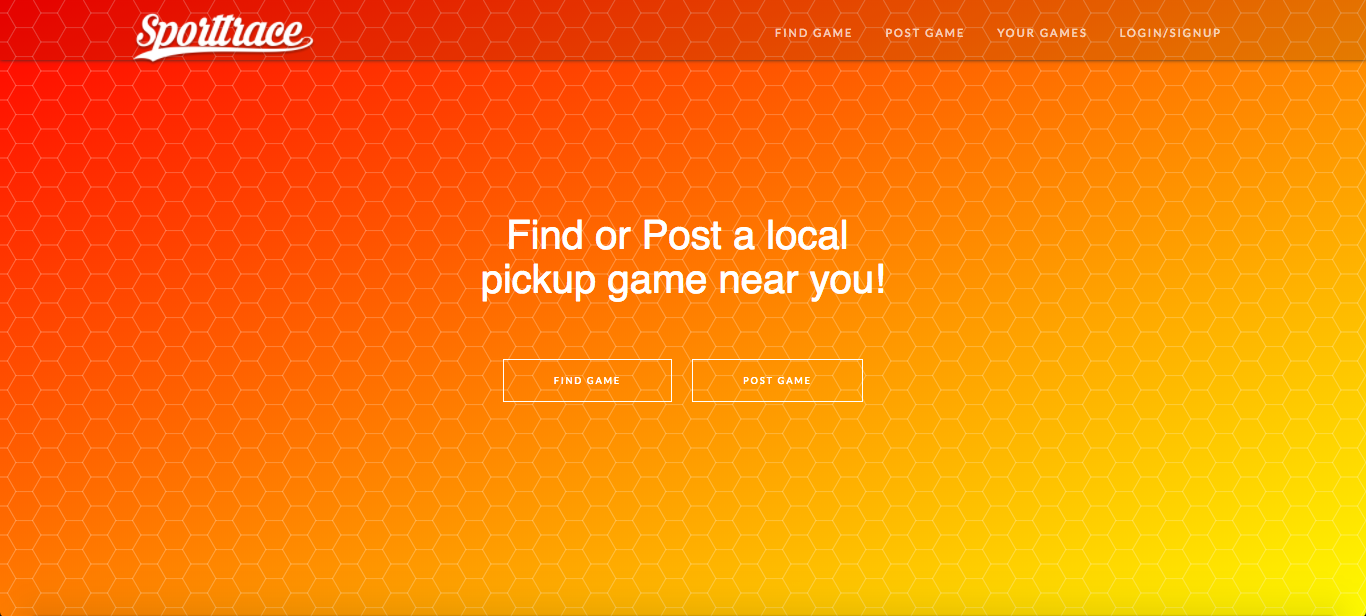 Sporttrace
FIND GAME POST GAME YOUR GAMES LOGIN/SIGNUP
Find or Post a local
pickup game near you!
FIND GAME POST GAME